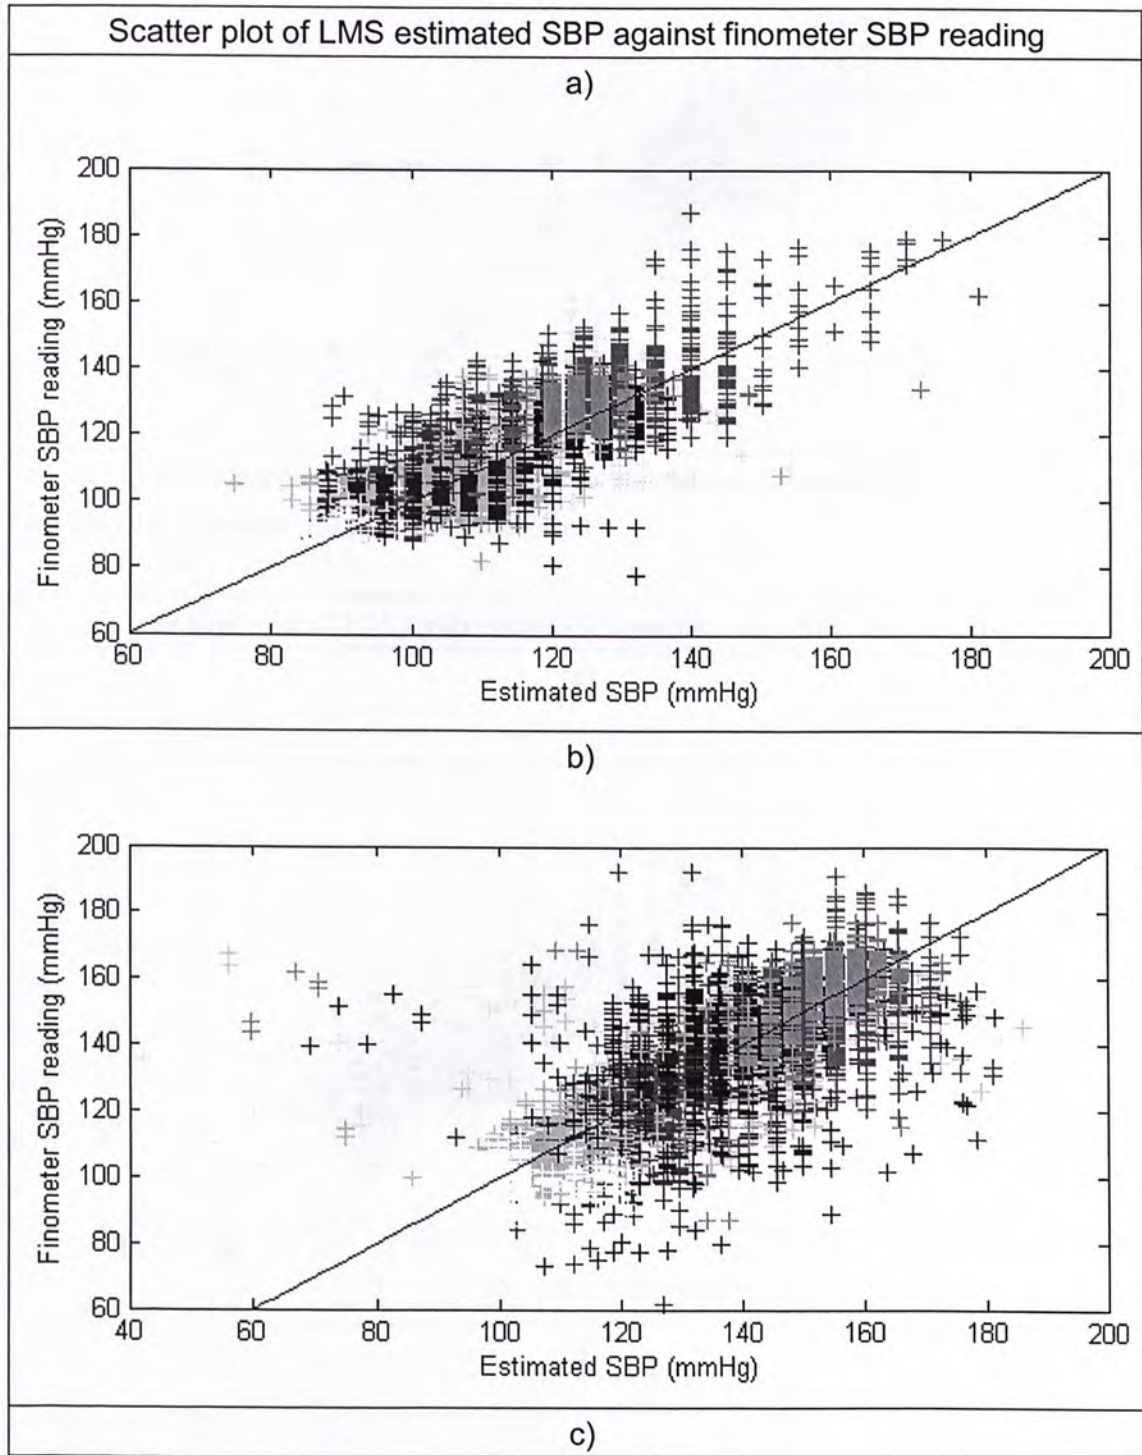 Scatter plot of LMS estimated SBP against finometer SBP reading
a)
200
180
160
140
120
100
80
60
Finometer SBP reading (mmHg)
60 80 100 120 140 160 180 200
Estimated SBP (mmHg)
b)
200
180
160
140
120
100
80
60
Finometer SBP reading (mmHg)
40 60 80 100 120 140 160 180 200
Estimated SBP (mmHg)
c)